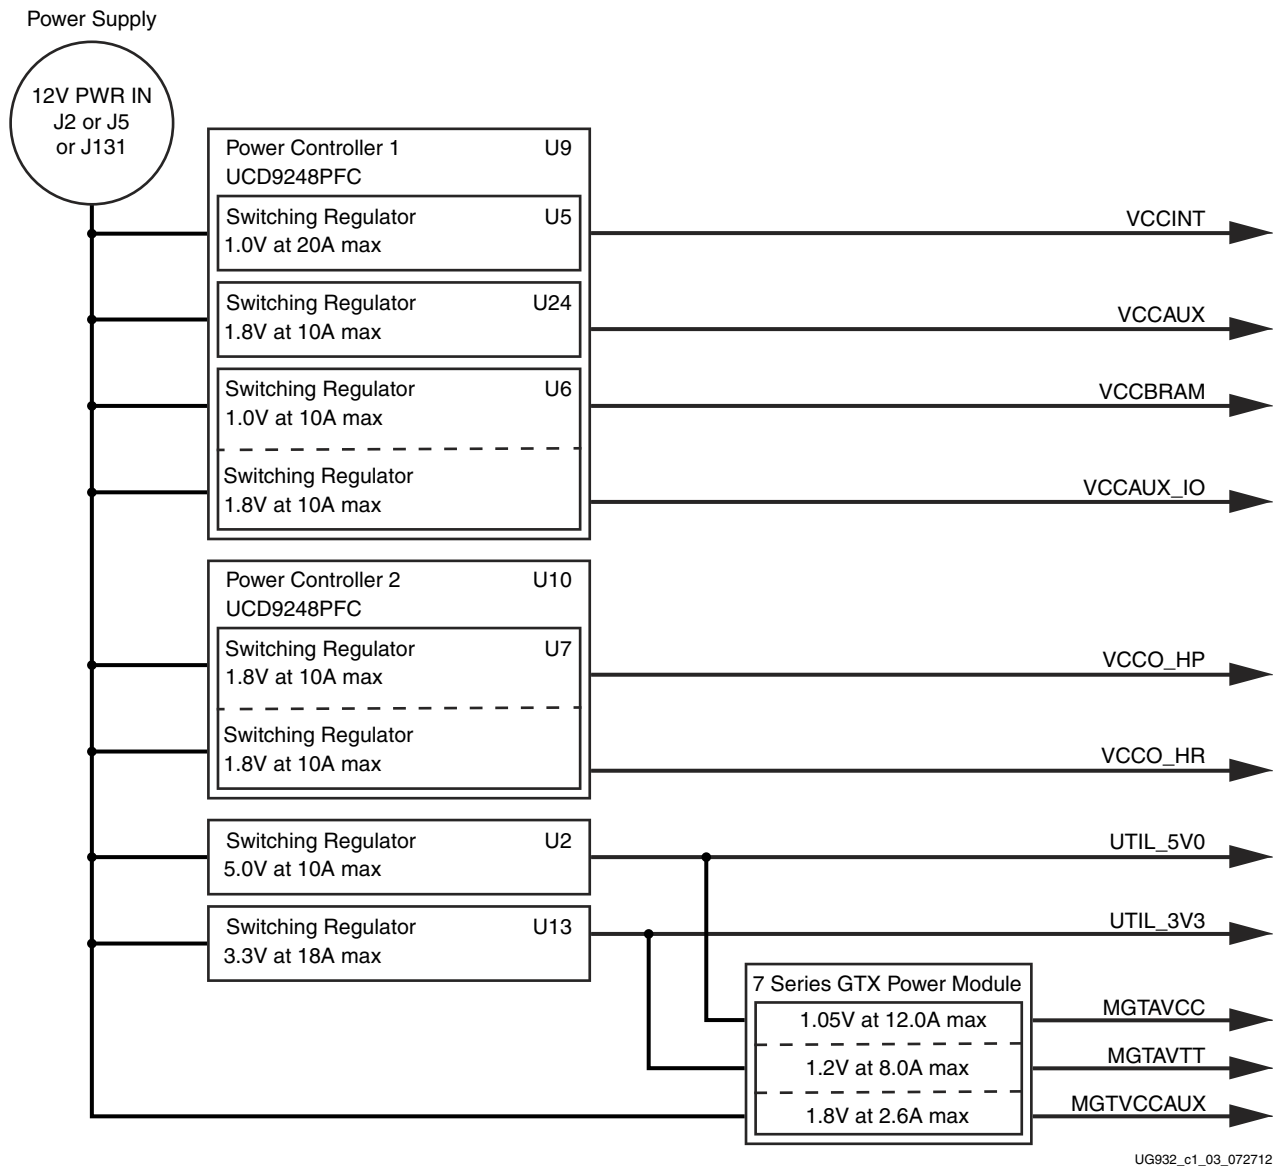 Power Supply
12V PWR IN
J2 or J5
or J131
Power Controller 1 U9
UCD9248PFC
Switching Regulator U5
1.0V at 20A max
VCCINT
Switching Regulator U24
1.8V at 10A max
VCCAUX
Switching Regulator U6
1.0V at 10A max
VCCBRAM
Switching Regulator
1.8V at 10A max
VCCAUX_IO
Power Controller 2 U10
UCD9248PFC
Switching Regulator U7
1.8V at 10A max
VCCO_HP
Switching Regulator
1.8V at 10A max
VCCO_HR
Switching Regulator U2
5.0V at 10A max
UTIL_5V0
Switching Regulator U13
3.3V at 18A max
UTIL_3V3
7 Series GTX Power Module
1.05V at 12.0A max
MGTAVCC
1.2V at 8.0A max
MGTAVTT
1.8V at 2.6A max
MGTVCCAUX
UG932_c1_03_072712